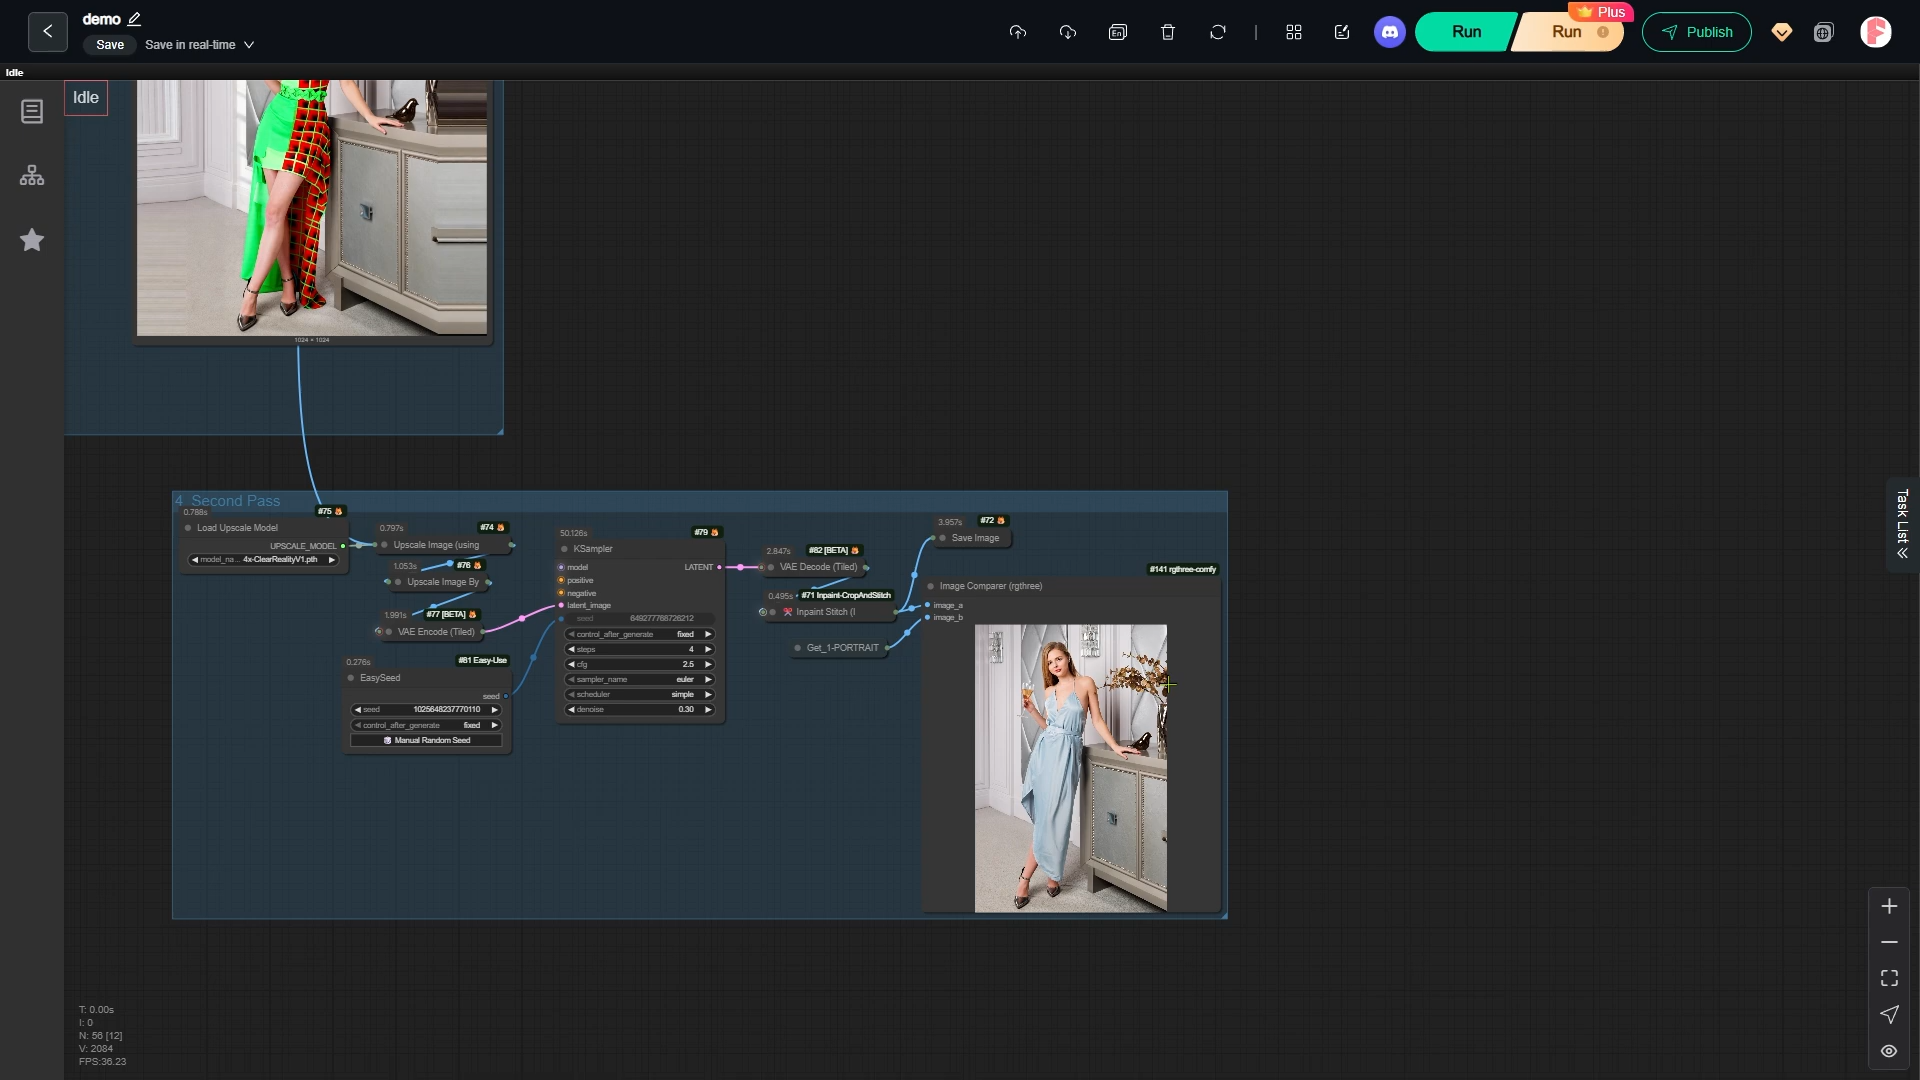 demo
Save
Save in real-time
En
Run
Run
Plus
Publish
Idle
Idle
1024 × 1024
Task List
4_Second Pass
0.788s
#75
Load Upscale Model
UPSCALE_MODEL
model_na... 4x-ClearRealityV1.pth
0.797s
#74
Upscale Image (using
1.053s
#76
Upscale Image By
1.991s
#77 [BETA]
VAE Encode (Tiled)
0.276s
#81 Easy-Use
EasySeed
seed
seed 1025648237770110
control_after_generate fixed
Manual Random Seed
50.126s
#79
KSampler
model
LATENT
positive
negative
latent_image
seed 649277768726212
control_after_generate fixed
steps 4
cfg 2.5
sampler_name euler
scheduler simple
denoise 0.30
2.847s
#82 [BETA]
VAE Decode (Tiled)
0.495s
#71 Inpaint-CropAndStitch
Inpaint Stitch (I
Get_1-PORTRAIT
3.957s
#72
Save Image
#141 rgthree-comfy
Image Comparer (rgthree)
image_a
image_b
T: 0.00s
I: 0
N: 56 [12]
V: 2084
FPS:36.23